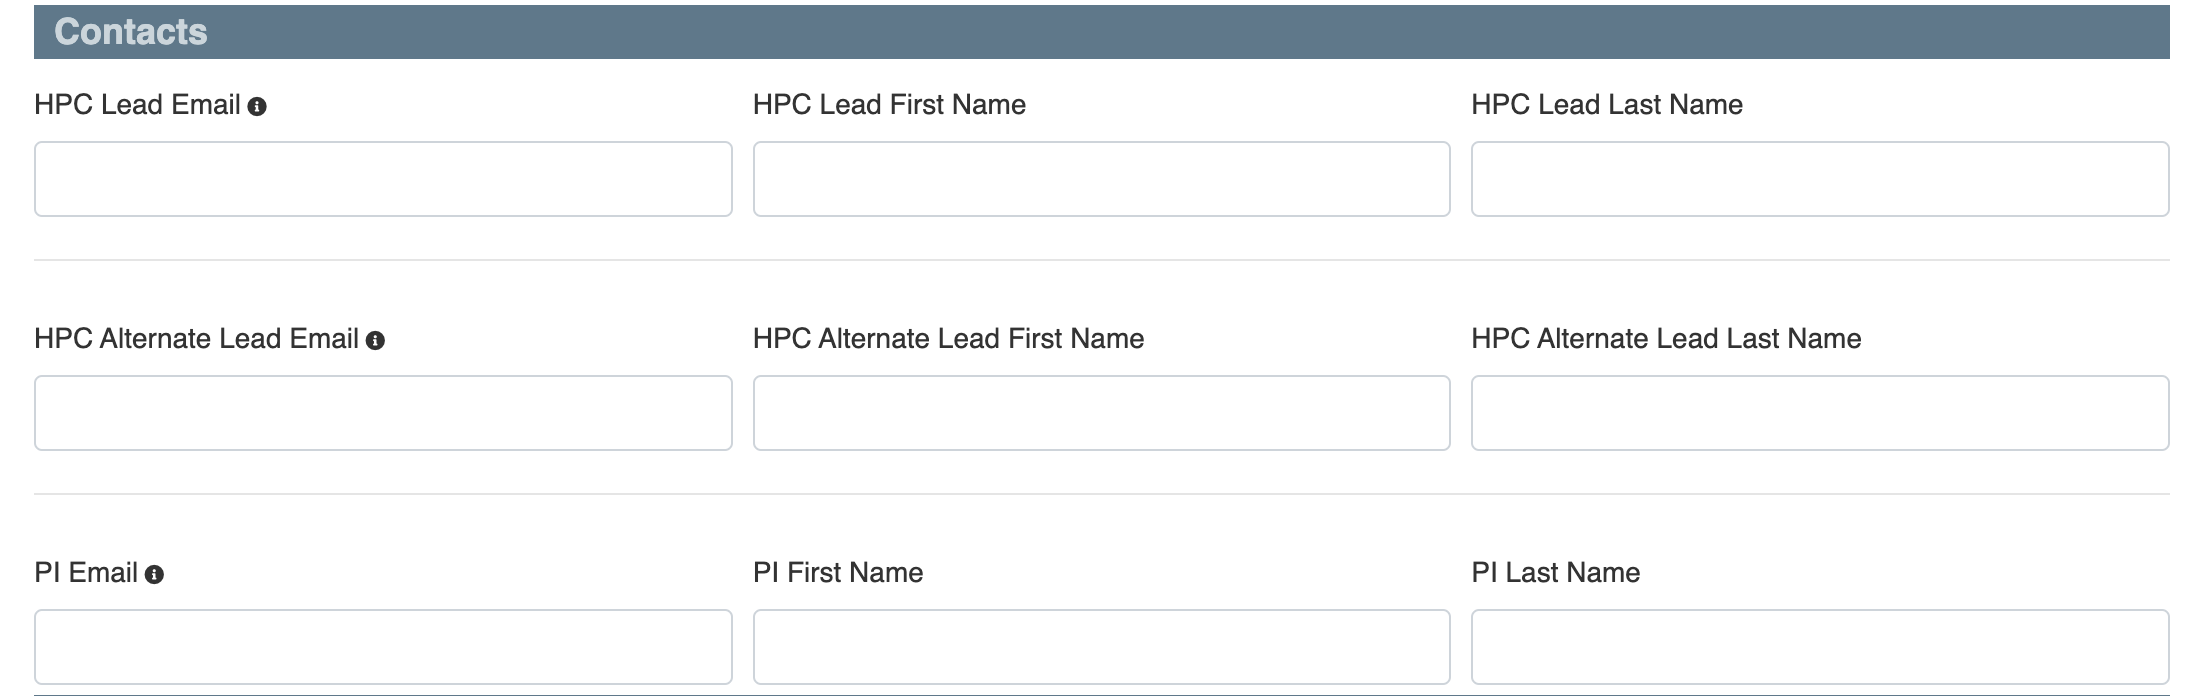 Contacts
HPC Lead Email
HPC Lead First Name
HPC Lead Last Name
HPC Alternate Lead Email
HPC Alternate Lead First Name
HPC Alternate Lead Last Name
PI Email
PI First Name
PI Last Name